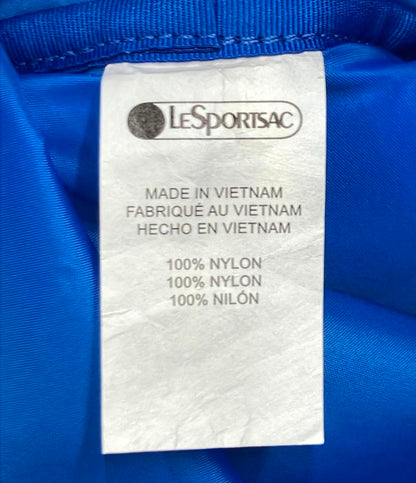 LESPORTSAC
MADE IN VIETNAM
FABRIQUÉ AU VIETNAM
HECHO EN VIETNAM
100% NYLON
100% NYLON
100% NILÓN